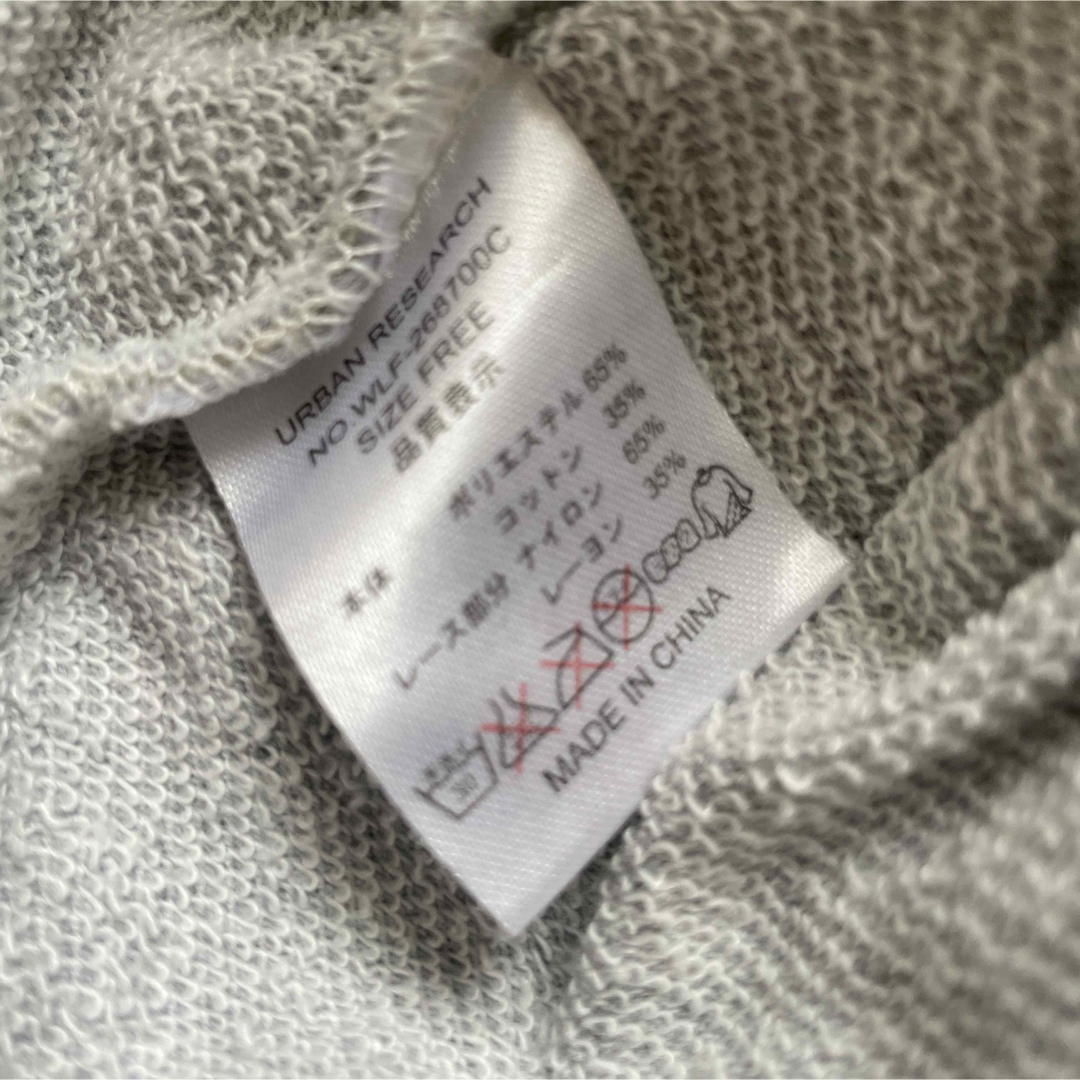 URBAN RESEARCH
NO.WLF-268700C
SIZE FREE
品質表示
本体 ポリエステル 65%
コットン 35%
レース部分 ナイロン 65%
レーヨン 35%
30
MADE IN CHINA